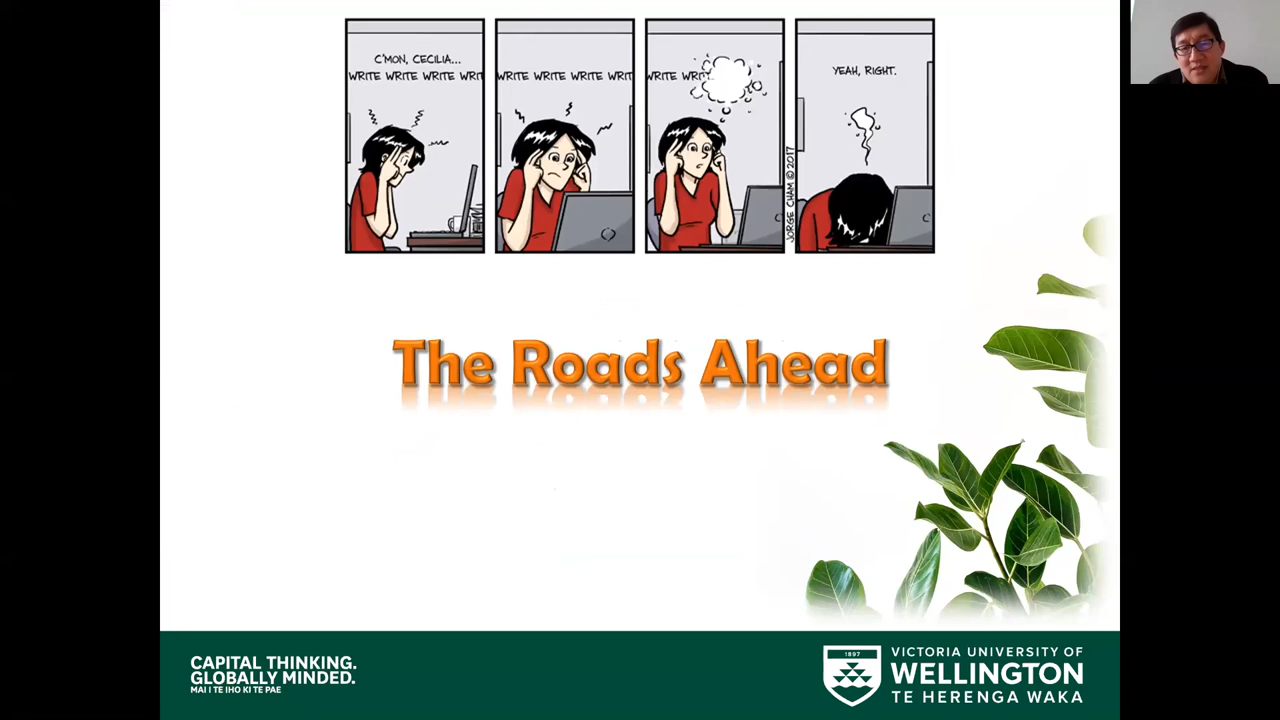 C'MON, CECILIA...
WRITE WRITE WRITE WRIT
WRITE WRITE WRITE WRIT
WRITE WRI
YEAH, RIGHT.
JORGE CHAM © 2017
The Roads Ahead
CAPITAL THINKING.
GLOBALLY MINDED.
MAI I TE IHO KI TE PAE
1897
VICTORIA UNIVERSITY OF
WELLINGTON
TE HERENGA WAKA